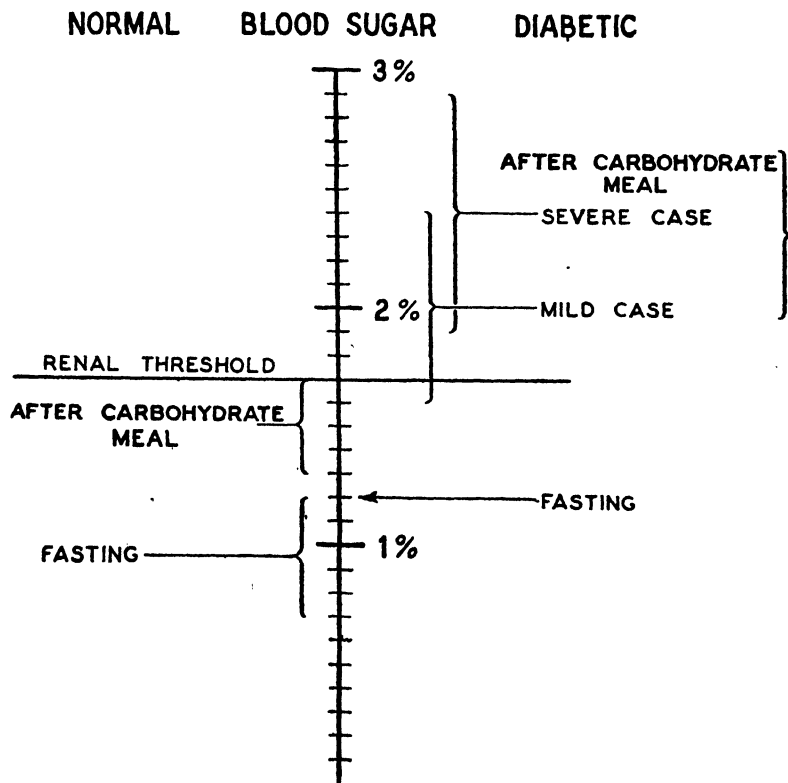 NORMAL BLOOD SUGAR DIABETIC
3%
AFTER CARBOHYDRATE
MEAL
SEVERE CASE
2%
MILD CASE
RENAL THRESHOLD
AFTER CARBOHYDRATE
MEAL
FASTING
1%
FASTING